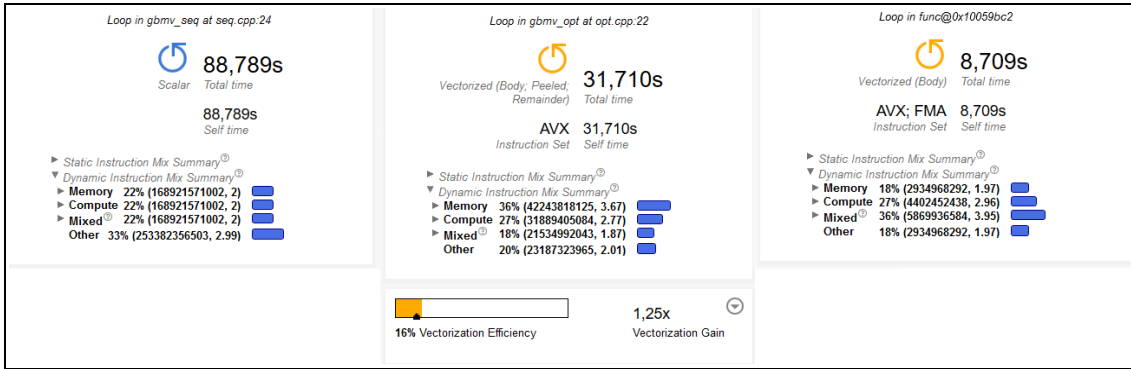 Loop in gbmv_seq at seq.cpp:24
Scalar
88,789s
Total time
88,789s
Self time
Static Instruction Mix Summary?
Dynamic Instruction Mix Summary?
Memory 22% (168921571002, 2)
Compute 22% (168921571002, 2)
Mixed? 22% (168921571002, 2)
Other 33% (253382356503, 2.99)
Loop in gbmv_opt at opt.cpp:22
Vectorized (Body; Peeled;
Remainder)
31,710s
Total time
AVX 31,710s
Instruction Set Self time
Static Instruction Mix Summary?
Dynamic Instruction Mix Summary?
Memory 36% (42243818125, 3.67)
Compute 27% (31889405084, 2.77)
Mixed? 18% (21534992043, 1.87)
Other 20% (23187323965, 2.01)
16% Vectorization Efficiency
1,25x
Vectorization Gain
Loop in func@0x10059bc2
Vectorized (Body)
8,709s
Total time
AVX; FMA 8,709s
Instruction Set Self time
Static Instruction Mix Summary?
Dynamic Instruction Mix Summary?
Memory 18% (2934968292, 1.97)
Compute 27% (4402452438, 2.96)
Mixed? 36% (5869936584, 3.95)
Other 18% (2934968292, 1.97)